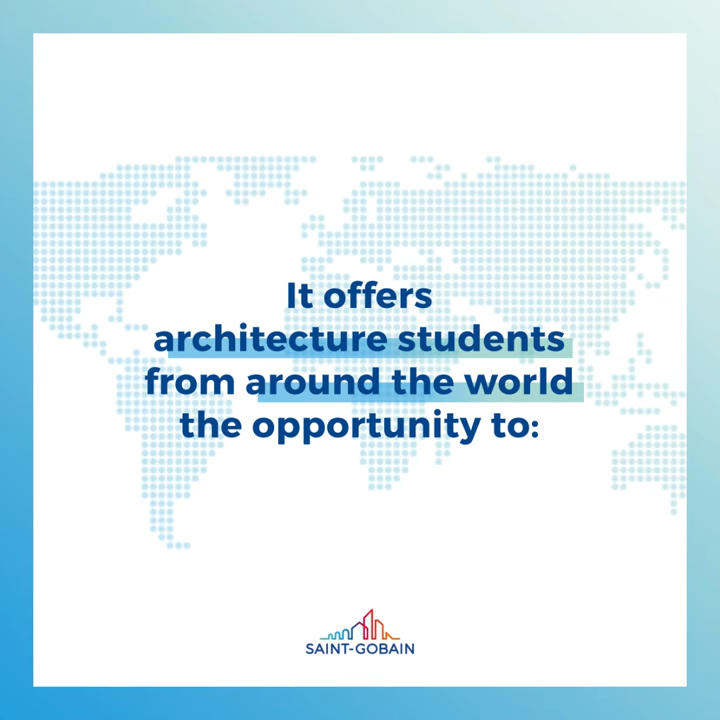 It offers
architecture students
from around the world
the opportunity to:
SAINT-GOBAIN